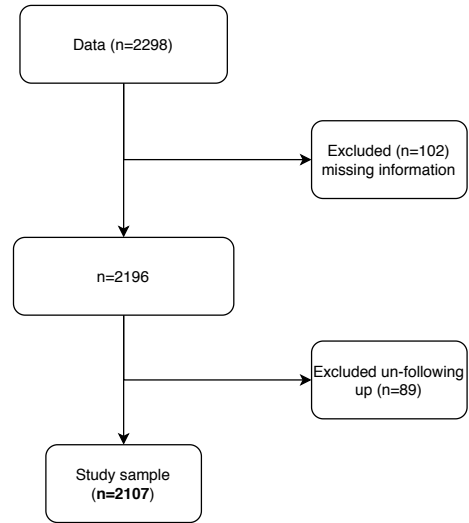 Data (n=2298)
Excluded (n=102)
missing information
n=2196
Excluded un-following
up (n=89)
Study sample
(n=2107)